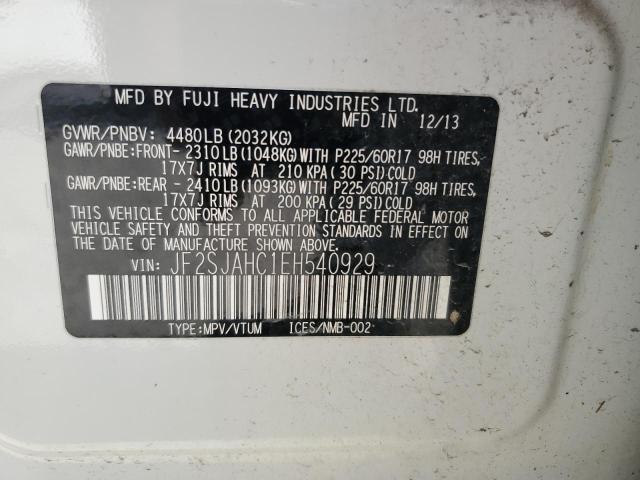 MFD BY FUJI HEAVY INDUSTRIES LTD.
MFD IN 12/13
GVWR/PNBV: 4480LB (2032KG)
GAWR/PNBE:FRONT- 2310LB (1048KG) WITH P225/60R17 98H TIRES,
17X7J RIMS AT 210 KPA (30 PSI) COLD
GAWR/PNBE:REAR - 2410LB (1093KG) WITH P225/60R17 98H TIRES,
17X7J RIMS AT 200 KPA (29 PSI) COLD
THIS VEHICLE CONFORMS TO ALL APPLICABLE FEDERAL MOTOR
VEHICLE SAFETY AND THEFT PREVENTION STANDARDS IN EFFECT
ON THE DATE OF MANUFACTURE SHOWN ABOVE.
VIN: JF2SJAHC1EH540929
TYPE:MPV/VTUM ICES/NMB-002